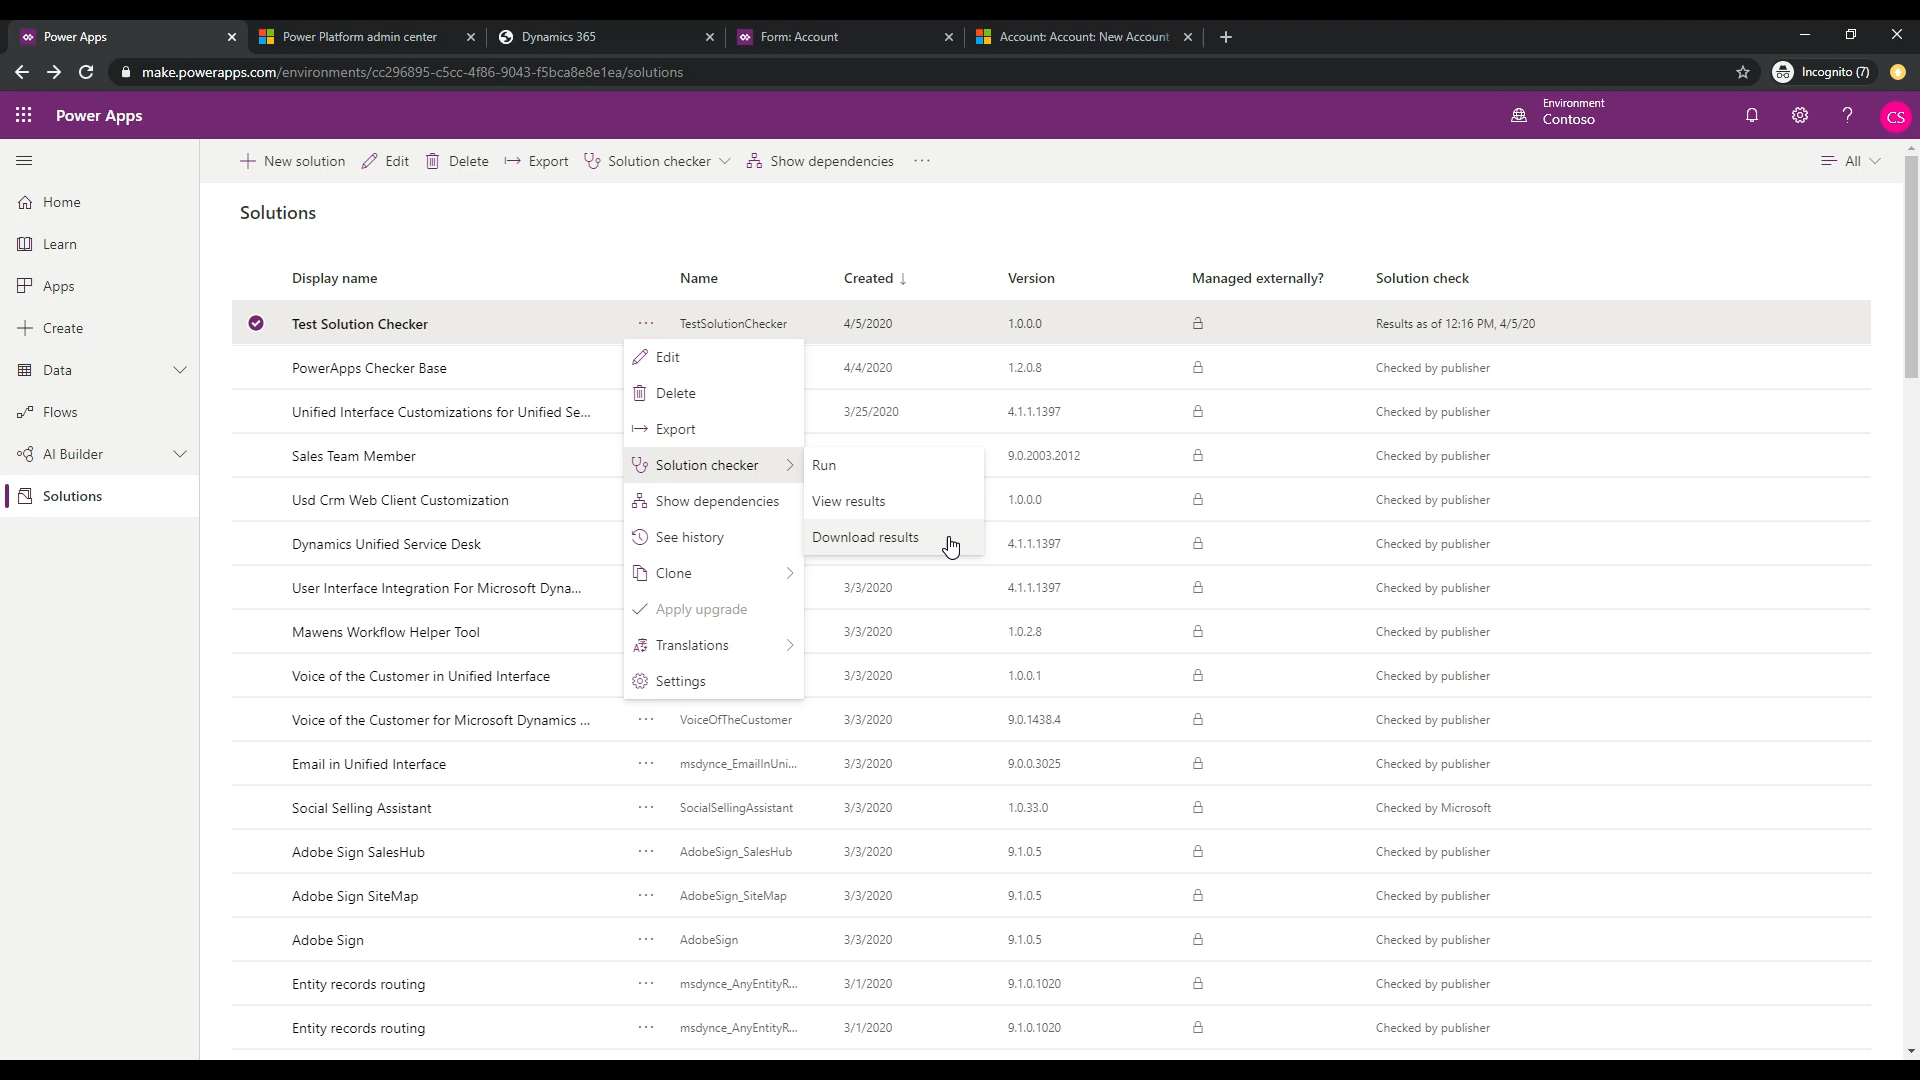 Power Apps
Power Platform admin center
Dynamics 365
Form: Account
Account: Account: New Account
make.powerapps.com/environments/cc296895-c5cc-4f86-9043-f5bca8e8e1ea/solutions
Incognito (7)
Power Apps
Environment
Contoso
CS
New solution
Edit
Delete
Export
Solution checker
Show dependencies
All
Home
Learn
Apps
Create
Data
Flows
AI Builder
Solutions
Solutions
Display name Name Created Version Managed externally? Solution check
Test Solution Checker TestSolutionChecker 4/5/2020 1.0.0.0 Results as of 12:16 PM, 4/5/20
PowerApps Checker Base 4/4/2020 1.2.0.8 Checked by publisher
Unified Interface Customizations for Unified Se... 3/25/2020 4.1.1.1397 Checked by publisher
Sales Team Member 9.0.2003.2012 Checked by publisher
Usd Crm Web Client Customization 1.0.0.0 Checked by publisher
Dynamics Unified Service Desk 4.1.1.1397 Checked by publisher
User Interface Integration For Microsoft Dyna... 3/3/2020 4.1.1.1397 Checked by publisher
Mawens Workflow Helper Tool 3/3/2020 1.0.2.8 Checked by publisher
Voice of the Customer in Unified Interface 3/3/2020 1.0.0.1 Checked by publisher
Voice of the Customer for Microsoft Dynamics ... VoiceOfTheCustomer 3/3/2020 9.0.1438.4 Checked by publisher
Email in Unified Interface msdynce_EmailInUni... 3/3/2020 9.0.0.3025 Checked by publisher
Social Selling Assistant SocialSellingAssistant 3/3/2020 1.0.33.0 Checked by Microsoft
Adobe Sign SalesHub AdobeSign_SalesHub 3/3/2020 9.1.0.5 Checked by publisher
Adobe Sign SiteMap AdobeSign_SiteMap 3/3/2020 9.1.0.5 Checked by publisher
Adobe Sign AdobeSign 3/3/2020 9.1.0.5 Checked by publisher
Entity records routing msdynce_AnyEntityR... 3/1/2020 9.1.0.1020 Checked by publisher
Entity records routing msdynce_AnyEntityR... 3/1/2020 9.1.0.1020 Checked by publisher
Edit
Delete
Export
Solution checker
Show dependencies
See history
Clone
Apply upgrade
Translations
Settings
Run
View results
Download results